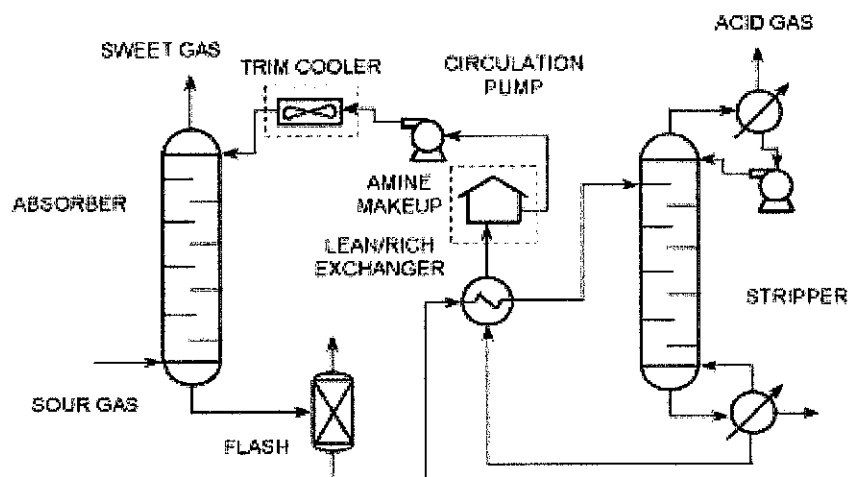 ACID GAS
SWEET GAS
TRIM COOLER
CIRCULATION
PUMP
ABSORBER
AMINE
MAKEUP
LEAN/RICH
EXCHANGER
STRIPPER
SOUR GAS
FLASH